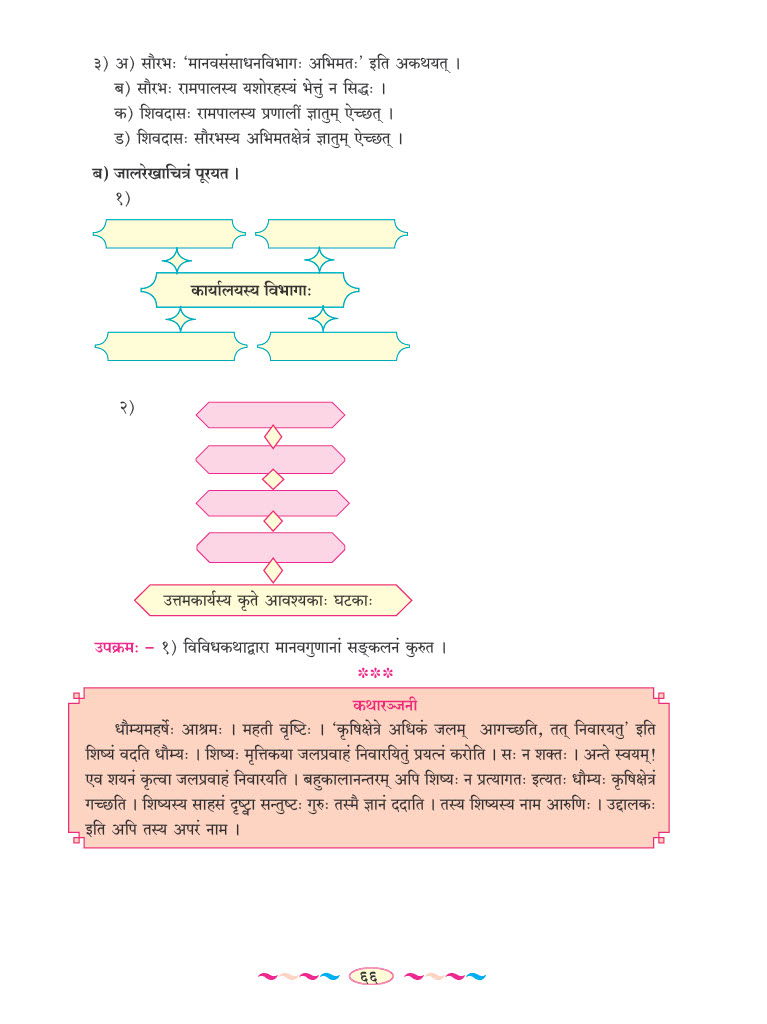 ३) अ) सौरभः ‘मानवसंसाधनविभागः अभिमतः’ इति अकथयत् ।
ब) सौरभः रामपालस्य यशोरहस्यं भेत्तुं न सिद्धः ।
क) शिवदासः रामपालस्य प्रणालीं ज्ञातुम् ऐच्छत् ।
ड) शिवदासः सौरभस्य अभिमतक्षेत्रं ज्ञातुम् ऐच्छत् ।
ब) जालरेखाचित्रं पूरयत ।
१)
कार्यालयस्य विभागाः
२)
उत्तमकार्यस्य कृते आवश्यकाः घटकाः
उपक्रमः – १) विविधकथाद्वारा मानवगुणानां सङ्कलनं कुरुत ।
***
कथारञ्जनी
धौम्यमहर्षेः आश्रमः । महती वृष्टिः । ‘कृषिक्षेत्रे अधिकं जलम् आगच्छति, तत् निवारयतु’ इति
शिष्यं वदति धौम्यः । शिष्यः मृत्तिकया जलप्रवाहं निवारयितुं प्रयत्नं करोति । सः न शक्तः । अन्ते स्वयम्!
एव शयनं कृत्वा जलप्रवाहं निवारयति । बहुकालानन्तरम् अपि शिष्यः न प्रत्यागतः इत्यतः धौम्यः कृषिक्षेत्रं
गच्छति । शिष्यस्य साहसं दृष्ट्वा सन्तुष्टः गुरुः तस्मै ज्ञानं ददाति । तस्य शिष्यस्य नाम आरुणिः । उद्दालकः
इति अपि तस्य अपरं नाम ।
६६